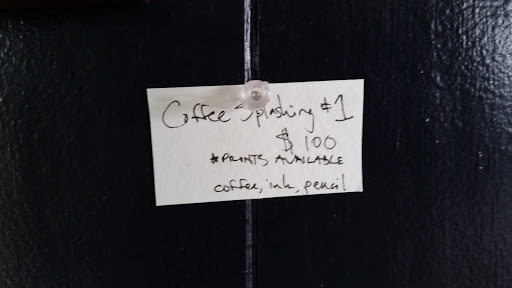 Coffee Splashing #1
$100
*PRINTS AVAILABLE
coffee, ink, pencil